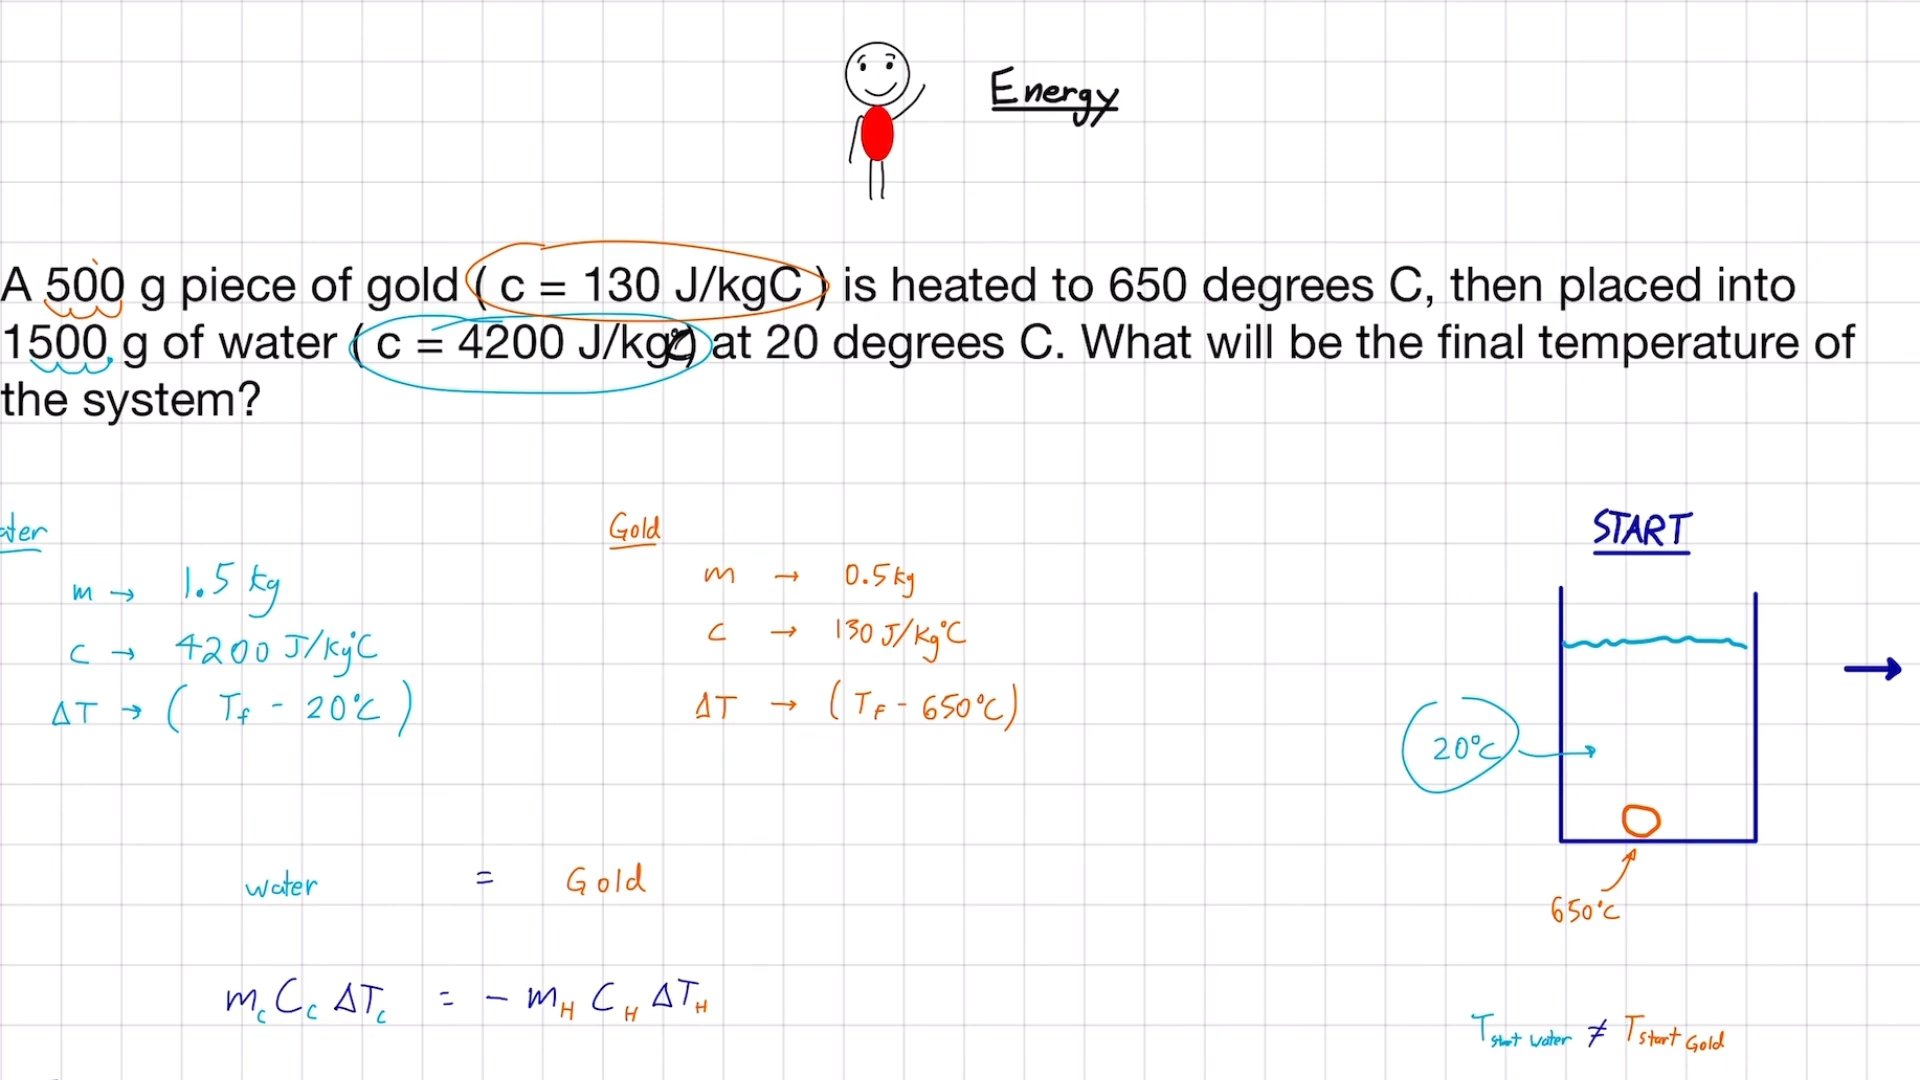 Energy
A 500 g piece of gold ( c = 130 J/kgC ) is heated to 650 degrees C, then placed into
1500 g of water ( c = 4200 J/kgC) at 20 degrees C. What will be the final temperature of
the system?
ater
m → 1.5 kg
c → 4200 J/kg°C
ΔT → ( Tf - 20°C )
Gold
m → 0.5 kg
c → 130 J/kg°C
ΔT → ( TF - 650°C )
START
20°C
650°C
water = Gold
mc Cc ΔTc = - mH CH ΔTH
Tstart water ≠ Tstart Gold